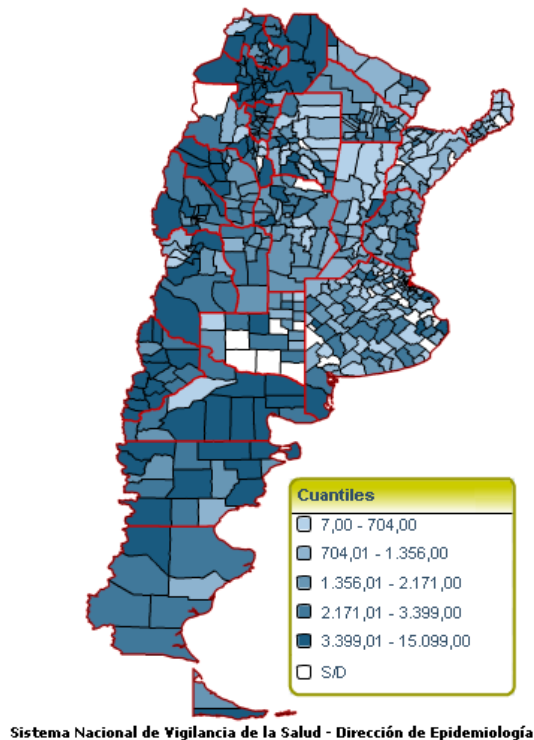 Cuantiles
7,00 - 704,00
704,01 - 1.356,00
1.356,01 - 2.171,00
2.171,01 - 3.399,00
3.399,01 - 15.099,00
S/D
Sistema Nacional de Vigilancia de la Salud - Dirección de Epidemiología